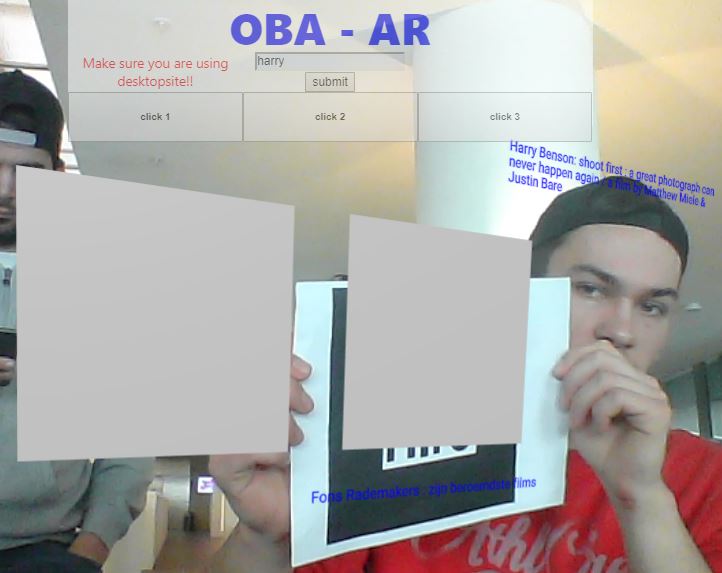 OBA - AR
Make sure you are using
desktopsite!!
harry
submit
click 1
click 2
click 3
Harry Benson: shoot first : a great photograph can
never happen again / a film by Matthew Miele &
Justin Bare
Fons Rademakers : zijn beroemdste films